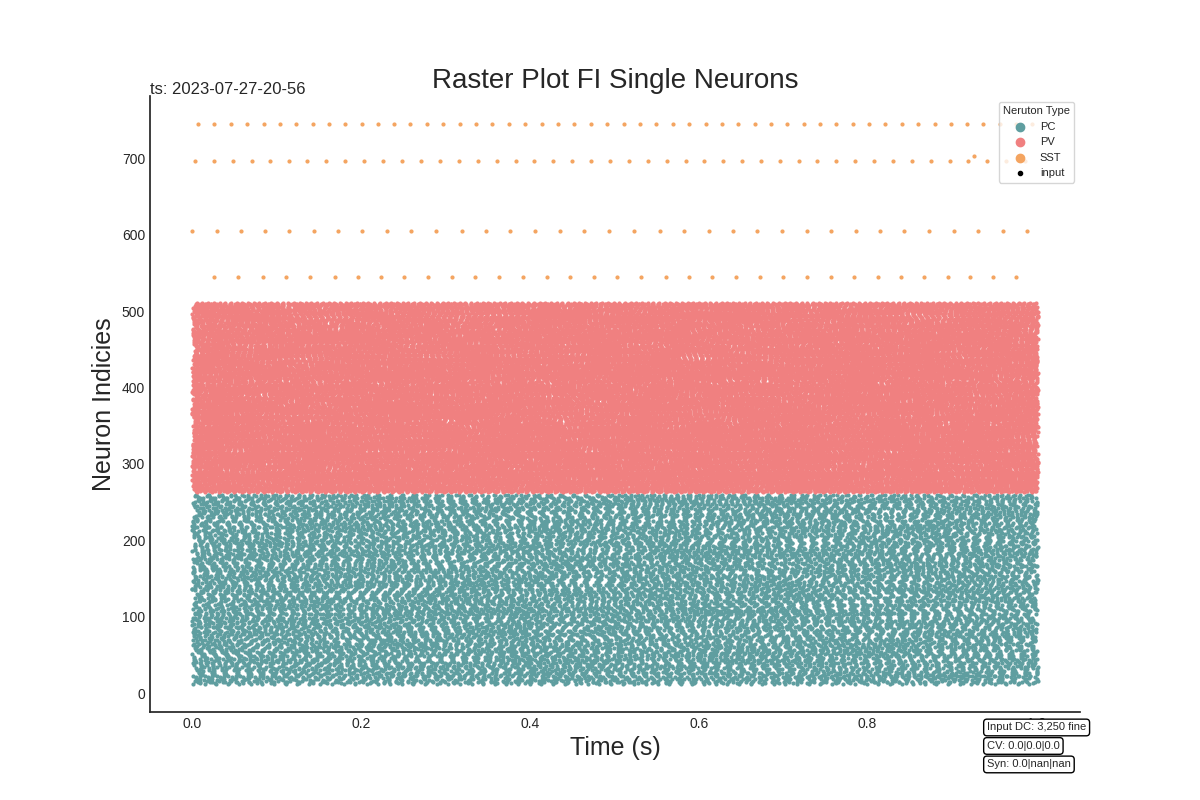 Raster Plot FI Single Neurons
ts: 2023-07-27-20-56
Neruton Type
PC
PV
SST
input
Neuron Indicies
700
600
500
400
300
200
100
0
0.0 0.2 0.4 0.6 0.8
Time (s)
Input DC: 3,250 fine
CV: 0.0|0.0|0.0
Syn: 0.0|nan|nan